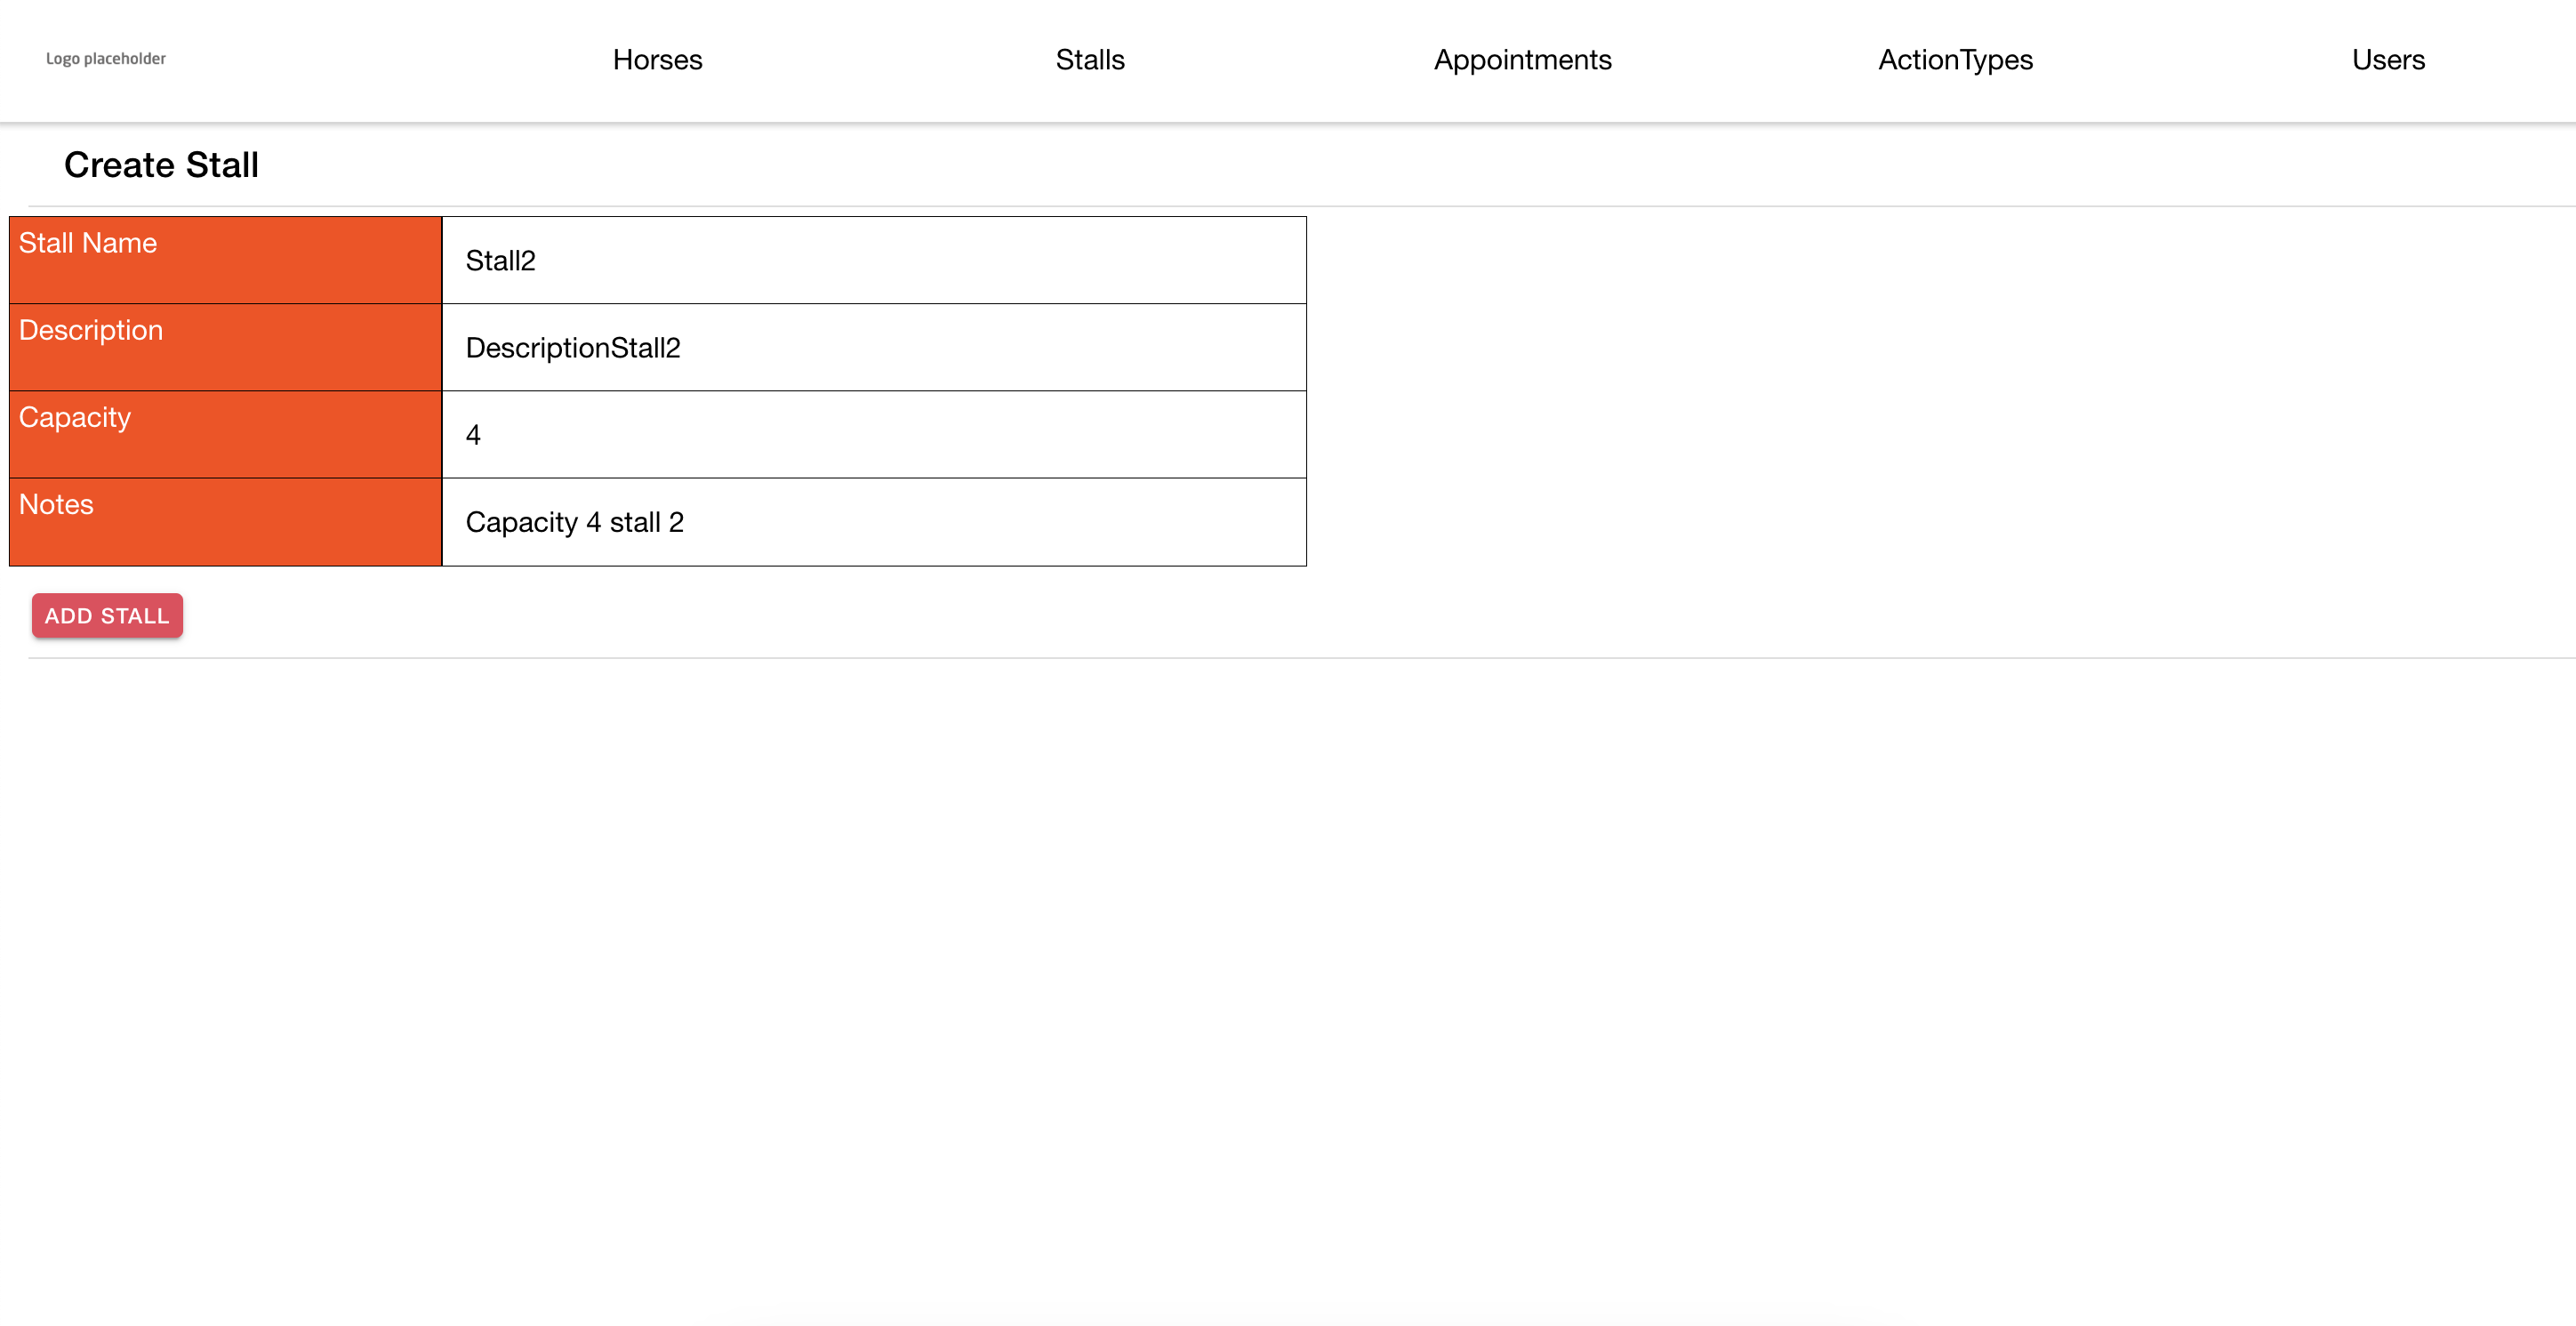 Logo placeholder Horses Stalls Appointments ActionTypes Users
Create Stall
Stall Name Stall2
Description DescriptionStall2
Capacity 4
Notes Capacity 4 stall 2
ADD STALL